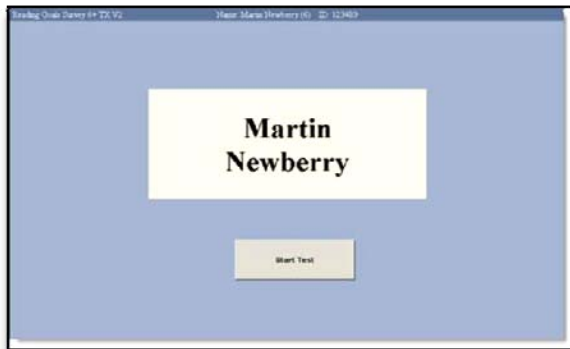 Reading Goals Survey 6+ TX V2 Name: Martin Newberry (6) ID: 123489
Martin
Newberry
Start Test